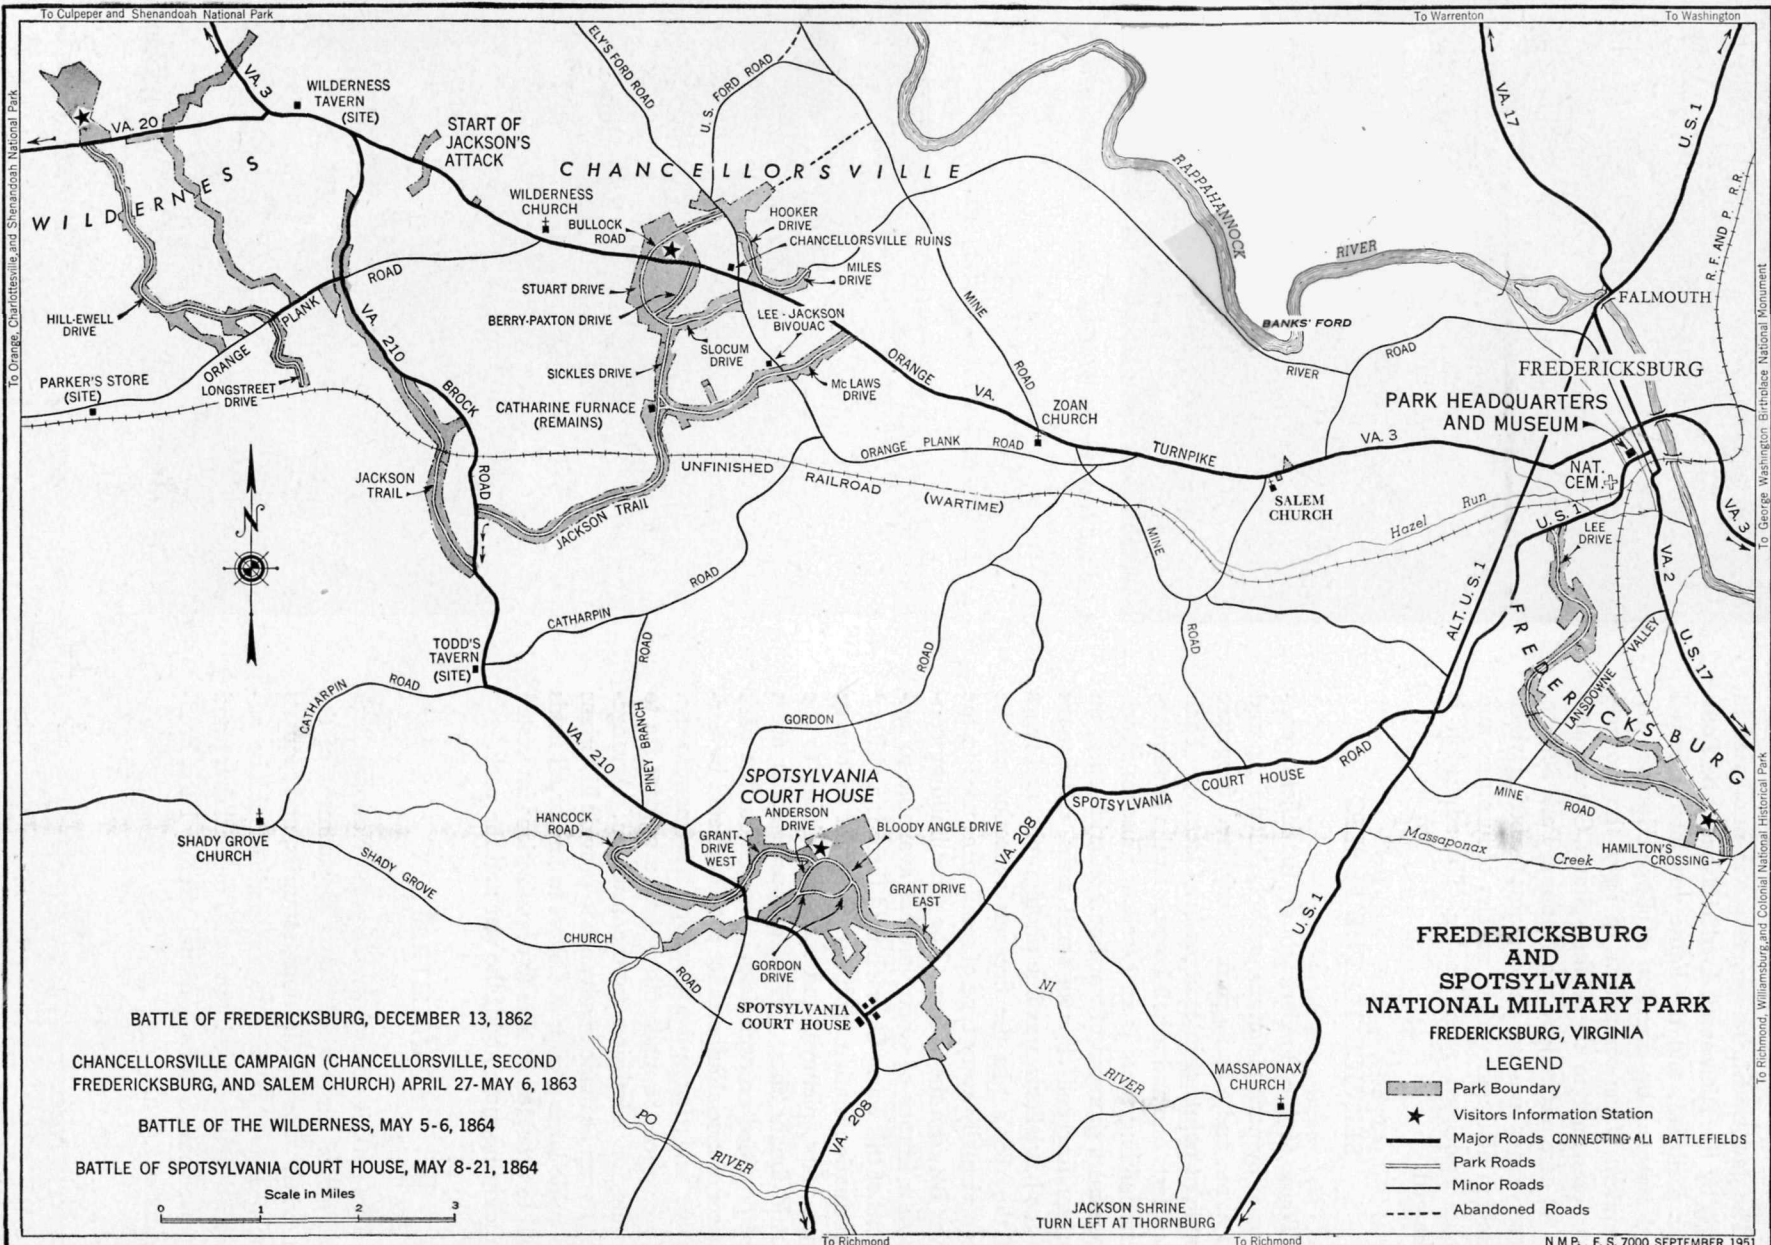 To Culpeper and Shenandoah National Park
To Warrenton
To Washington
To Orange, Charlottesville, and Shenandoah National Park
To George Washington Birthplace National Monument
To Richmond, Williamsburg, and Colonial National Historical Park
VA. 3
WILDERNESS
TAVERN
(SITE)
VA. 20
START OF
JACKSON'S
ATTACK
ELY'S FORD ROAD
U. S. FORD ROAD
CHANCELLORSVILLE
WILDERNESS
WILDERNESS
CHURCH
BULLOCK
ROAD
HOOKER
DRIVE
CHANCELLORSVILLE RUINS
MILES
DRIVE
STUART DRIVE
BERRY-PAXTON DRIVE
LEE - JACKSON
BIVOUAC
SLOCUM
DRIVE
SICKLES DRIVE
Mc LAWS
DRIVE
CATHARINE FURNACE
(REMAINS)
HILL-EWELL
DRIVE
ORANGE
PLANK
ROAD
PARKER'S STORE
(SITE)
LONGSTREET
DRIVE
VA. 210
BROCK
ROAD
JACKSON
TRAIL
JACKSON TRAIL
UNFINISHED
RAILROAD
(WARTIME)
MINE
ROAD
RAPPAHANNOCK
RIVER
BANKS' FORD
RIVER
ROAD
VA. 17
U. S. 1
R. F. AND P. R.R.
FALMOUTH
FREDERICKSBURG
PARK HEADQUARTERS
AND MUSEUM
NAT.
CEM.
ORANGE
VA.
TURNPIKE
VA. 3
ZOAN
CHURCH
ORANGE PLANK ROAD
SALEM
CHURCH
Hazel Run
U. S. 1
LEE
DRIVE
VA. 3
VA. 2
U.S. 17
ALT. U. S. 1
FREDERICKSBURG
LANSDOWNE
VALLEY
MINE
ROAD
CATHARPIN
ROAD
TODD'S
TAVERN
(SITE)
CATHARPIN
ROAD
PINEY BRANCH
ROAD
GORDON
ROAD
VA. 210
SHADY GROVE
CHURCH
SHADY GROVE
CHURCH
ROAD
HANCOCK
ROAD
SPOTSYLVANIA
COURT HOUSE
ANDERSON
DRIVE
GRANT
DRIVE
WEST
BLOODY ANGLE DRIVE
GRANT DRIVE
EAST
GORDON
DRIVE
SPOTSYLVANIA
COURT HOUSE
VA. 208
SPOTSYLVANIA
COURT HOUSE
ROAD
MINE
ROAD
Massaponax
Creek
HAMILTON'S
CROSSING
U. S. 1
NI
RIVER
PO
RIVER
VA. 208
MASSAPONAX
CHURCH
JACKSON SHRINE
TURN LEFT AT THORNBURG
To Richmond
To Richmond
N
BATTLE OF FREDERICKSBURG, DECEMBER 13, 1862
CHANCELLORSVILLE CAMPAIGN (CHANCELLORSVILLE, SECOND
FREDERICKSBURG, AND SALEM CHURCH) APRIL 27-MAY 6, 1863
BATTLE OF THE WILDERNESS, MAY 5-6, 1864
BATTLE OF SPOTSYLVANIA COURT HOUSE, MAY 8-21, 1864
Scale in Miles
0 1 2 3
FREDERICKSBURG
AND
SPOTSYLVANIA
NATIONAL MILITARY PARK
FREDERICKSBURG, VIRGINIA
LEGEND
Park Boundary
Visitors Information Station
Major Roads CONNECTING ALL BATTLEFIELDS
Park Roads
Minor Roads
Abandoned Roads
N.M.P. F. S. 7000 SEPTEMBER 1951